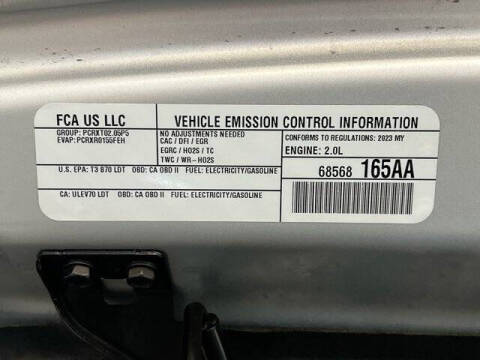 FCA US LLC
VEHICLE EMISSION CONTROL INFORMATION
GROUP: PCRXT02.05P5
EVAP: PCRXR0155FEH
NO ADJUSTMENTS NEEDED
CAC / DFI / EGR
EGRC / HO2S / TC
TWC / WR-HO2S
CONFORMS TO REGULATIONS: 2023 MY
ENGINE: 2.0L
U.S. EPA: T3 B70 LDT OBD: CA OBD II FUEL: ELECTRICITY/GASOLINE
CA: ULEV70 LDT OBD: CA OBD II FUEL: ELECTRICITY/GASOLINE
68568 165AA